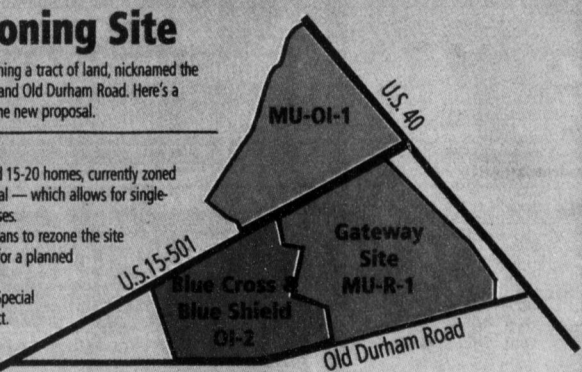 oning Site
ning a tract of land, nicknamed the
and Old Durham Road. Here's a
ne new proposal.
d 15-20 homes, currently zoned
al — which allows for single-
ses.
ans to rezone the site
for a planned
Special
ct.
MU-OI-1
U.S. 40
U.S.15-501
Gateway
Site
MU-R-1
Blue Cross &
Blue Shield
OI-2
Old Durham Road